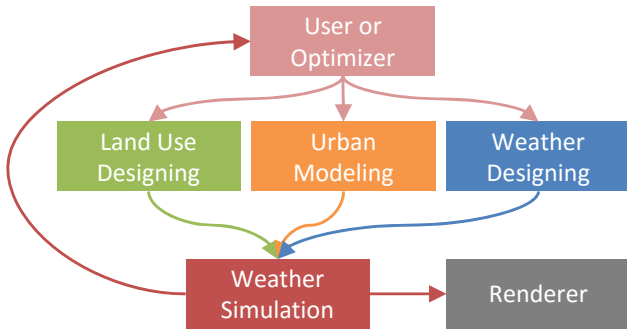 User or
Optimizer
Land Use
Designing
Urban
Modeling
Weather
Designing
Weather
Simulation
Renderer